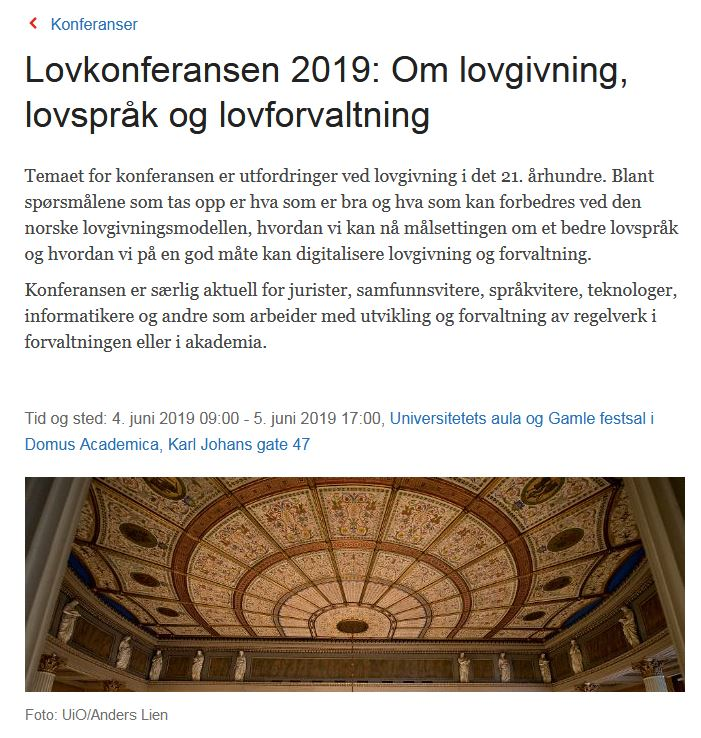 Konferanser
Lovkonferansen 2019: Om lovgivning,
lovspråk og lovforvaltning
Temaet for konferansen er utfordringer ved lovgivning i det 21. århundre. Blant
spørsmålene som tas opp er hva som er bra og hva som kan forbedres ved den
norske lovgivningsmodellen, hvordan vi kan nå målsettingen om et bedre lovspråk
og hvordan vi på en god måte kan digitalisere lovgivning og forvaltning.
Konferansen er særlig aktuell for jurister, samfunnsvitere, språkvitere, teknologer,
informatikere og andre som arbeider med utvikling og forvaltning av regelverk i
forvaltningen eller i akademia.
Tid og sted: 4. juni 2019 09:00 - 5. juni 2019 17:00, Universitetets aula og Gamle festsal i
Domus Academica, Karl Johans gate 47
Foto: UiO/Anders Lien